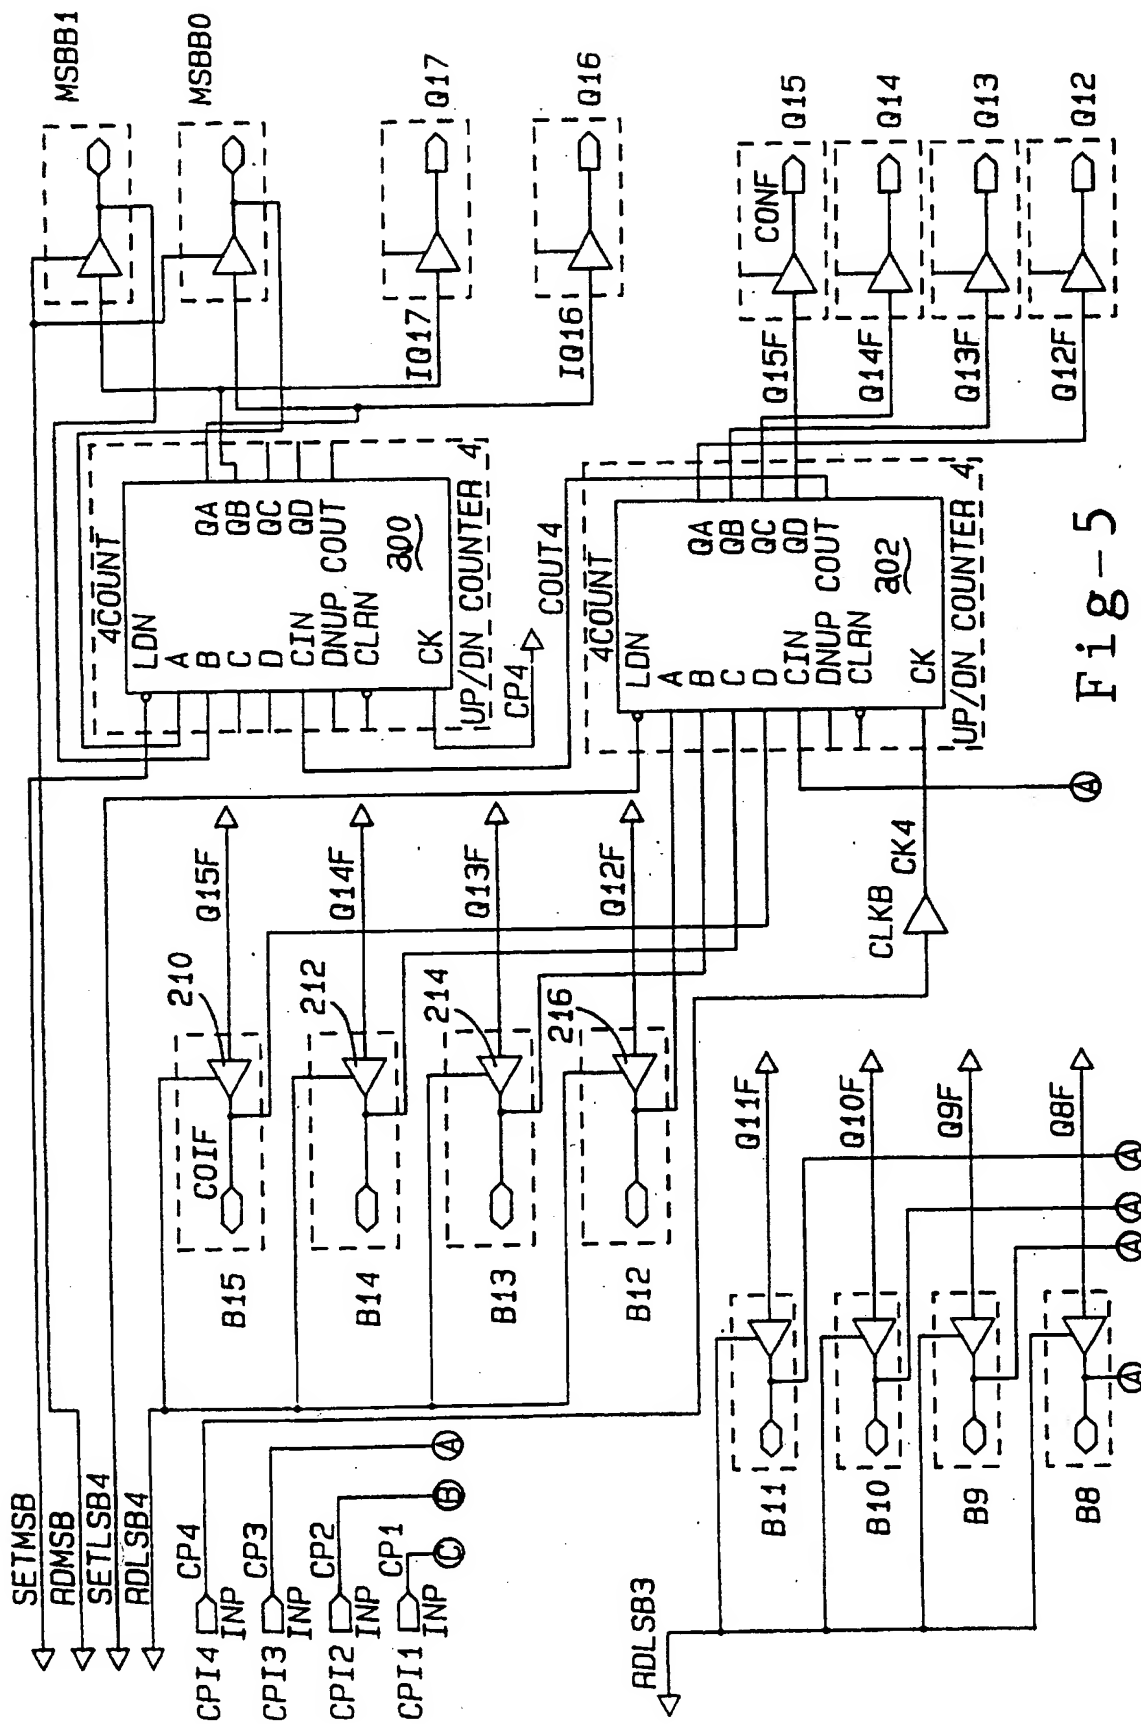 SETMSB
RDMSB
SETLSB4
RDLSB4
CPI4
INP
CP4
CPI3
INP
CP3
CPI2
INP
CP2
CPI1
INP
CP1
A
B
C
B15
COIF
210
Q15F
B14
212
Q14F
B13
214
Q13F
B12
216
Q12F
4COUNT
LDN
A
B
C
D
CIN
DNUP
CLRN
CK
QA
QB
QC
QD
COUT
200
UP/DN COUNTER
4
CP4
COUT4
MSBB1
MSBB0
IQ17
Q17
IQ16
Q16
4COUNT
LDN
A
B
C
D
CIN
DNUP
CLRN
CK
QA
QB
QC
QD
COUT
202
UP/DN COUNTER
4
CLKB
CK4
A
Q15F
CONF
Q15
Q14F
Q14
Q13F
Q13
Q12F
Q12
RDLSB3
B11
Q11F
B10
Q10F
B9
Q9F
B8
Q8F
A
A
A
A
Fig-5